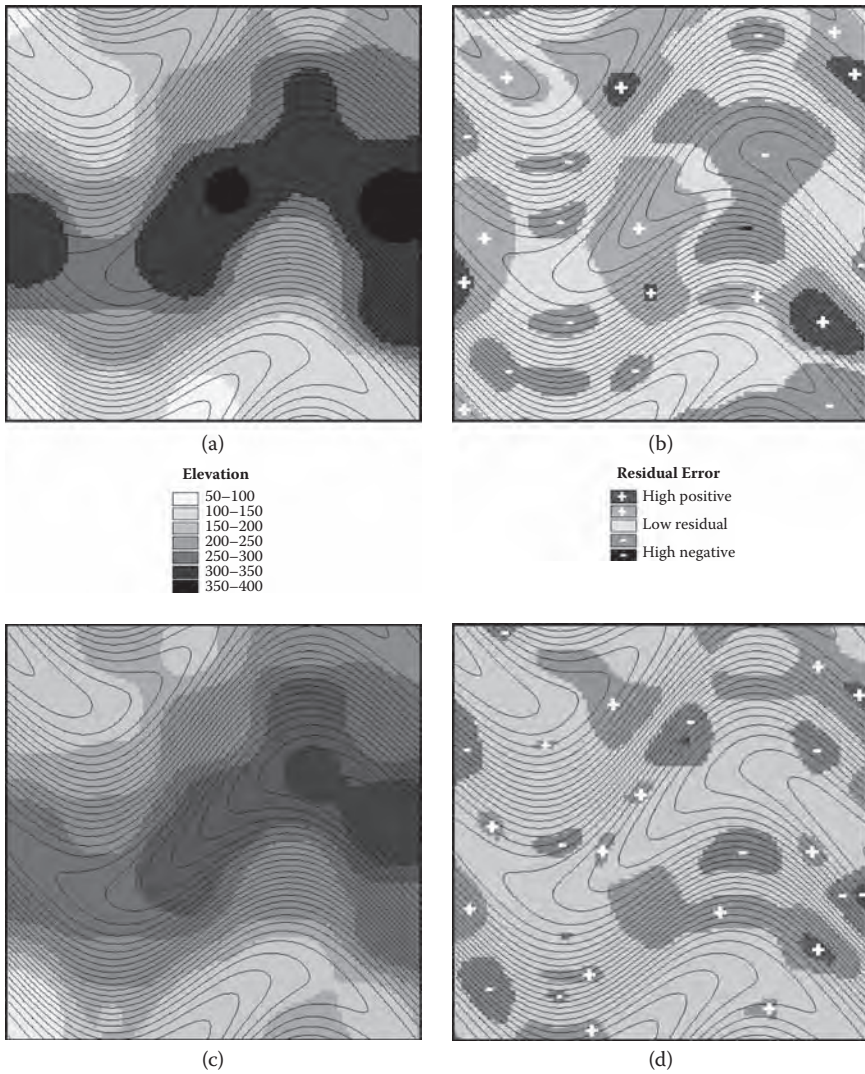 (a)
(b)
Elevation
50–100
100–150
150–200
200–250
250–300
300–350
350–400
Residual Error
+ High positive
+
Low residual
-
- High negative
(c)
(d)